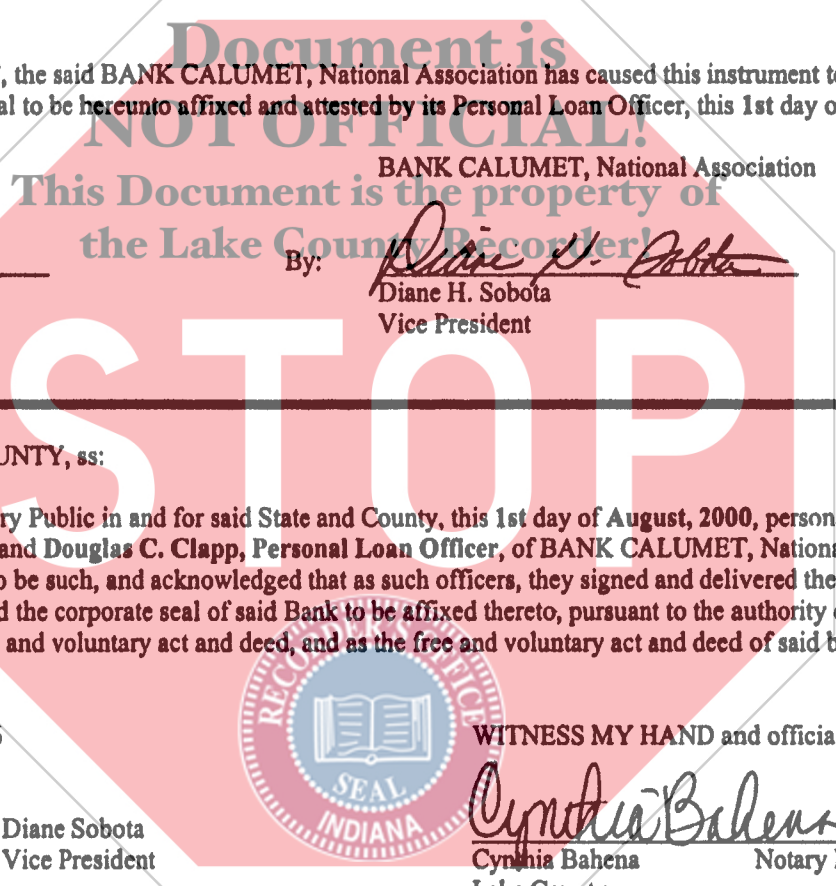 Document is
, the said BANK CALUMET, National Association has caused this instrument to
al to be hereunto affixed and attested by its Personal Loan Officer, this 1st day o
NOT OFFICIAL!
BANK CALUMET, National Association
This Document is the property of
the Lake County Recorder!
By: Diane H. Sobota
Diane H. Sobota
Vice President
STOP
UNTY, ss:
ry Public in and for said State and County, this 1st day of August, 2000, person
and Douglas C. Clapp, Personal Loan Officer, of BANK CALUMET, Nationa
o be such, and acknowledged that as such officers, they signed and delivered the
d the corporate seal of said Bank to be affixed thereto, pursuant to the authority
and voluntary act and deed, and as the free and voluntary act and deed of said b
RECORDER'S OFFICE
SEAL
INDIANA
WITNESS MY HAND and officia
Cynthia Bahena
Diane Sobota
Vice President
Cynthia Bahena Notary
Lake County